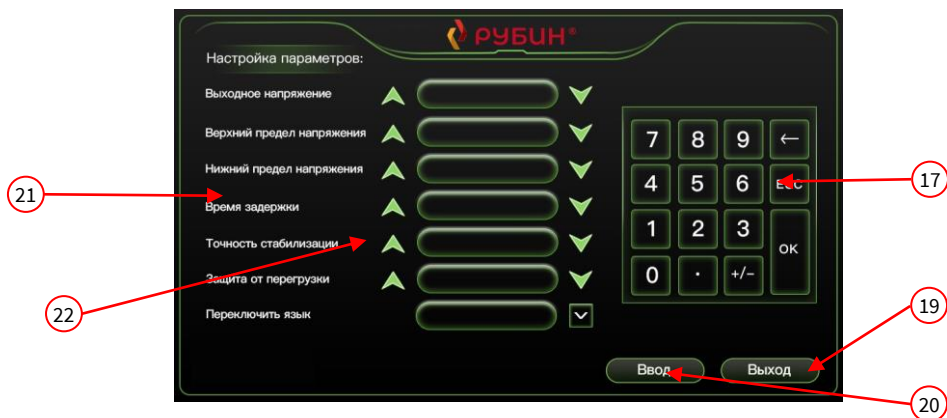 РУБИН®
Настройка параметров:
Выходное напряжение
Верхний предел напряжения
Нижний предел напряжения
Время задержки
Точность стабилизации
Защита от перегрузки
Переключить язык
7 8 9 ←
4 5 6 ESC
1 2 3
OK
0 . +/−
Ввод Выход
21
22
17
19
20